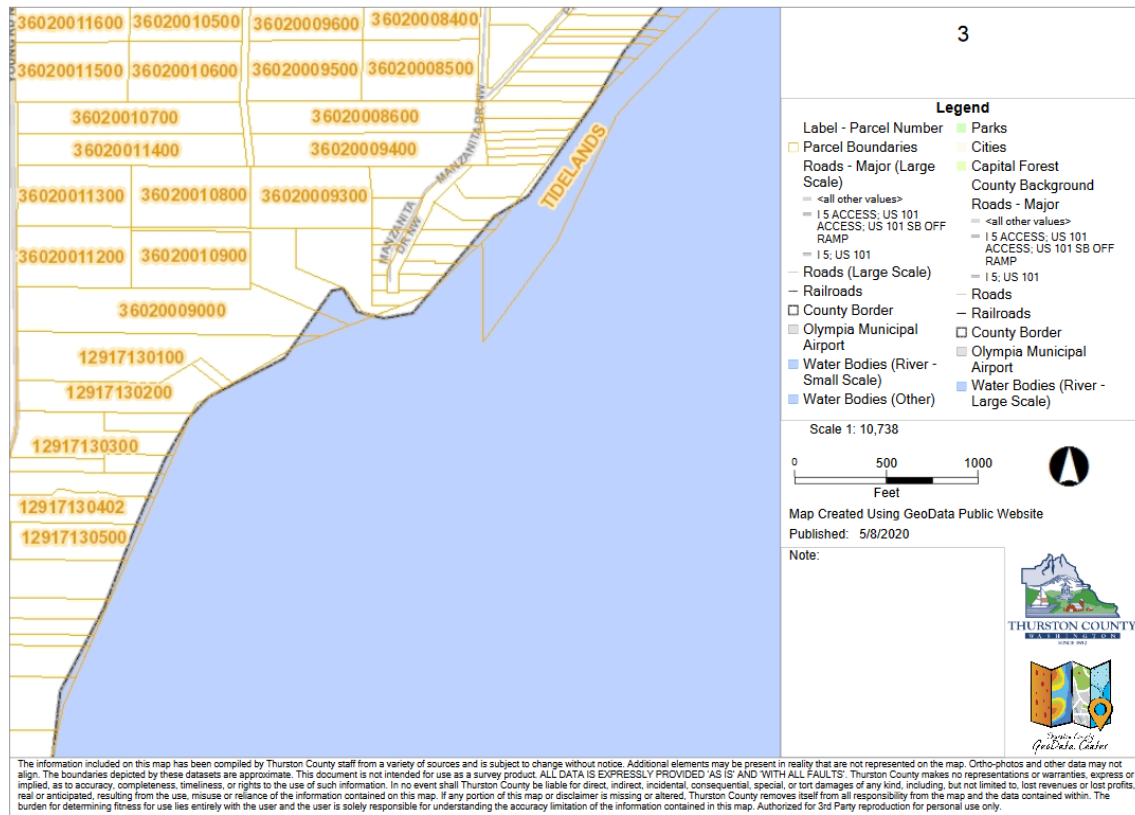 36020011600 36020010500 36020009600 36020008400
YOUNG RD N
36020011500 36020010600 36020009500 36020008500
36020010700 36020008600
36020011400 36020009400
MANZANITA DR NW
TIDELANDS
36020011300 36020010800 36020009300
MANZANITA
DR NW
36020011200 36020010900
36020009000
12917130100
12917130200
12917130300
12917130402
12917130500
3
Legend
Label - Parcel Number
Parcel Boundaries
Roads - Major (Large
Scale)
<all other values>
I 5 ACCESS; US 101
ACCESS; US 101 SB OFF
RAMP
I 5; US 101
Roads (Large Scale)
Railroads
County Border
Olympia Municipal
Airport
Water Bodies (River -
Small Scale)
Water Bodies (Other)
Parks
Cities
Capital Forest
County Background
Roads - Major
<all other values>
I 5 ACCESS; US 101
ACCESS; US 101 SB OFF
RAMP
I 5; US 101
Roads
Railroads
County Border
Olympia Municipal
Airport
Water Bodies (River -
Large Scale)
Scale 1: 10,738
0 500 1000
Feet
Map Created Using GeoData Public Website
Published: 5/8/2020
Note:
THURSTON COUNTY
WASHINGTON
SINCE 1852
Thurston County
GeoData Center
The information included on this map has been compiled by Thurston County staff from a variety of sources and is subject to change without notice. Additional elements may be present in reality that are not represented on the map. Ortho-photos and other data may not
align. The boundaries depicted by these datasets are approximate. This document is not intended for use as a survey product. ALL DATA IS EXPRESSLY PROVIDED 'AS IS' AND 'WITH ALL FAULTS'. Thurston County makes no representations or warranties, express or
implied, as to accuracy, completeness, timeliness, or rights to the use of such information. In no event shall Thurston County be liable for direct, indirect, incidental, consequential, special, or tort damages of any kind, including, but not limited to, lost revenues or lost profits,
real or anticipated, resulting from the use, misuse or reliance of the information contained on this map. If any portion of this map or disclaimer is missing or altered, Thurston County removes itself from all responsibility from the map and the data contained within. The
burden for determining fitness for use lies entirely with the user and the user is solely responsible for understanding the accuracy limitation of the information contained in this map. Authorized for 3rd Party reproduction for personal use only.